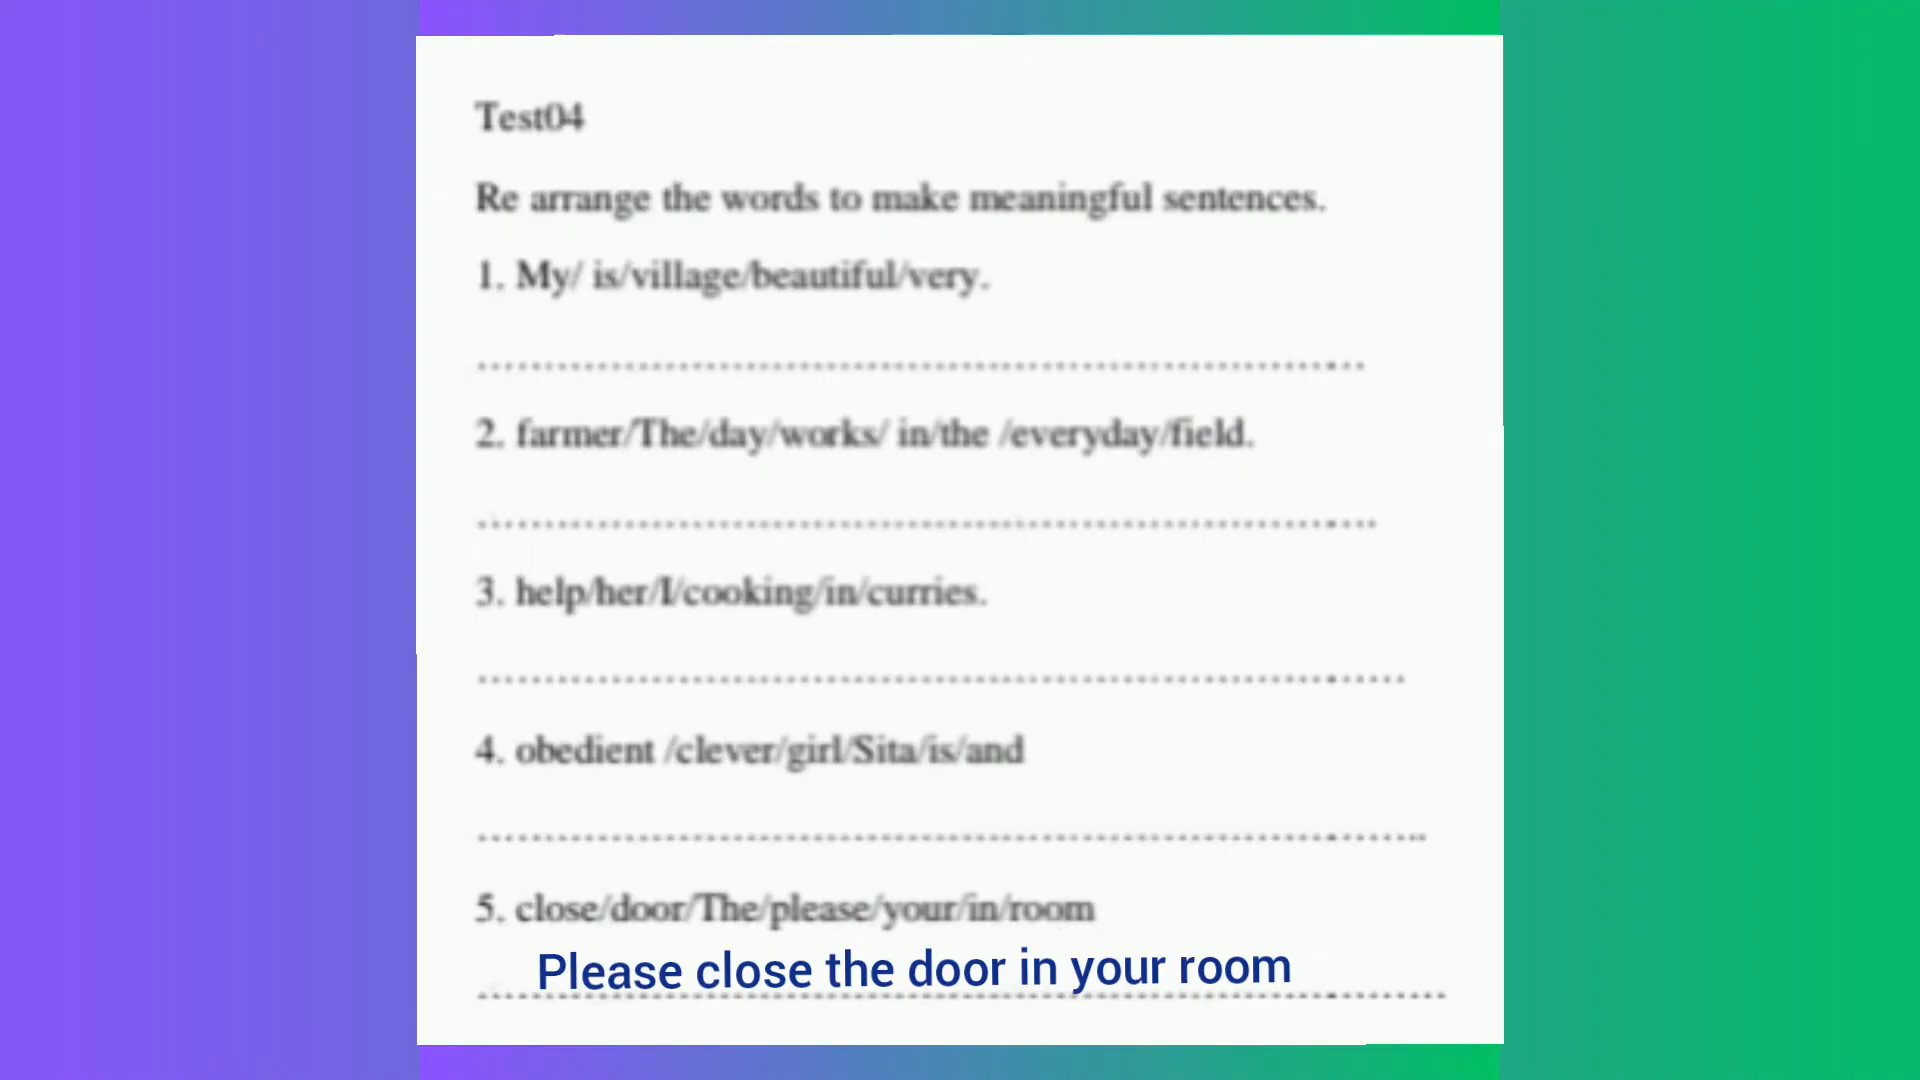 Test04
Re arrange the words to make meaningful sentences.
1. My/ is/village/beautiful/very.
2. farmer/The/day/works/ in/the /everyday/field.
3. help/her/I/cooking/in/curries.
4. obedient /clever/girl/Sita/is/and
5. close/door/The/please/your/in/room
Please close the door in your room